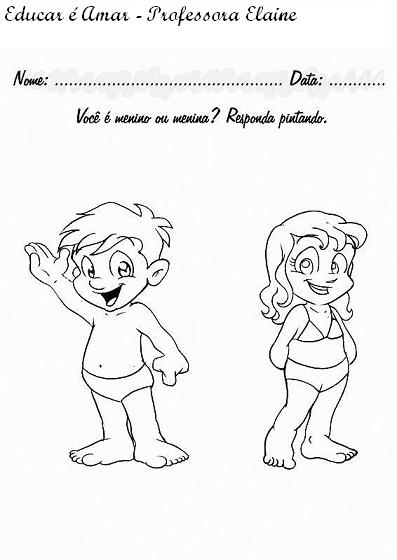 Educar é Amar - Professora Elaine
Nome: ............................................. Data: ............
Você é menino ou menina? Responda pintando.